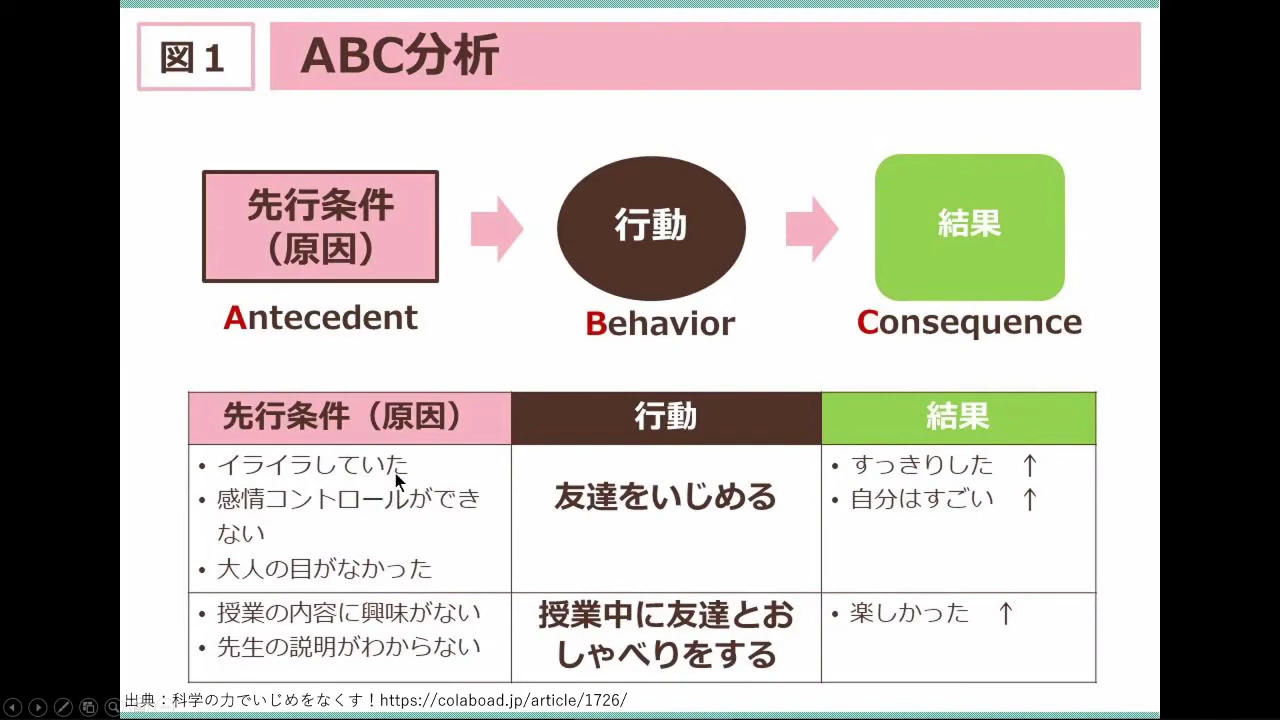 図１
ABC分析
先行条件
（原因）
行動
結果
Antecedent
Behavior
Consequence
先行条件（原因）
行動
結果
• イライラしていた
• 感情コントロールができ
ない
• 大人の目がなかった
友達をいじめる
• すっきりした　↑
• 自分はすごい　↑
• 授業の内容に興味がない
• 先生の説明がわからない
授業中に友達とお
しゃべりをする
• 楽しかった　↑
出典：科学の力でいじめをなくす！https://colaboad.jp/article/1726/